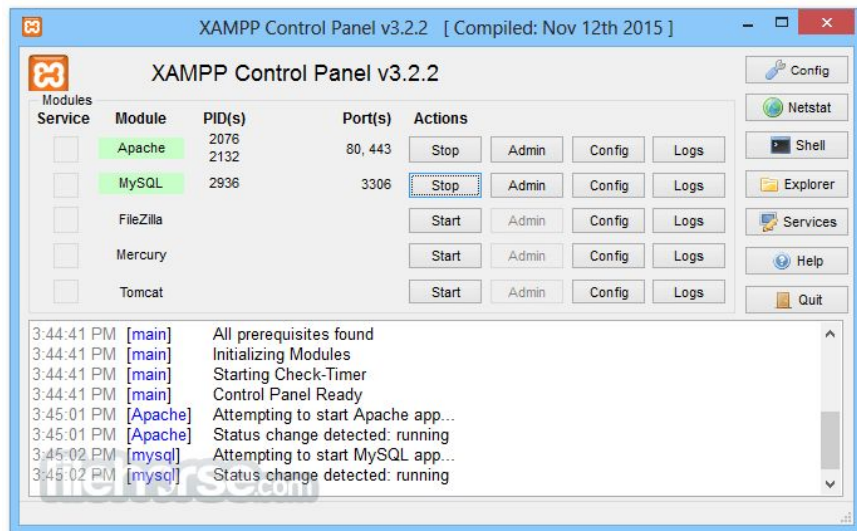 XAMPP Control Panel v3.2.2 [ Compiled: Nov 12th 2015 ]
XAMPP Control Panel v3.2.2
Config
Modules
Netstat
Service Module PID(s) Port(s) Actions
Apache 2076 2132 80, 443 Stop Admin Config Logs
Shell
MySQL 2936 3306 Stop Admin Config Logs
Explorer
FileZilla Start Admin Config Logs
Services
Mercury Start Admin Config Logs
Help
Tomcat Start Admin Config Logs
Quit
3:44:41 PM [main] All prerequisites found
3:44:41 PM [main] Initializing Modules
3:44:41 PM [main] Starting Check-Timer
3:44:41 PM [main] Control Panel Ready
3:45:01 PM [Apache] Attempting to start Apache app...
3:45:01 PM [Apache] Status change detected: running
3:45:02 PM [mysql] Attempting to start MySQL app...
3:45:02 PM [mysql] Status change detected: running
filehorse.com